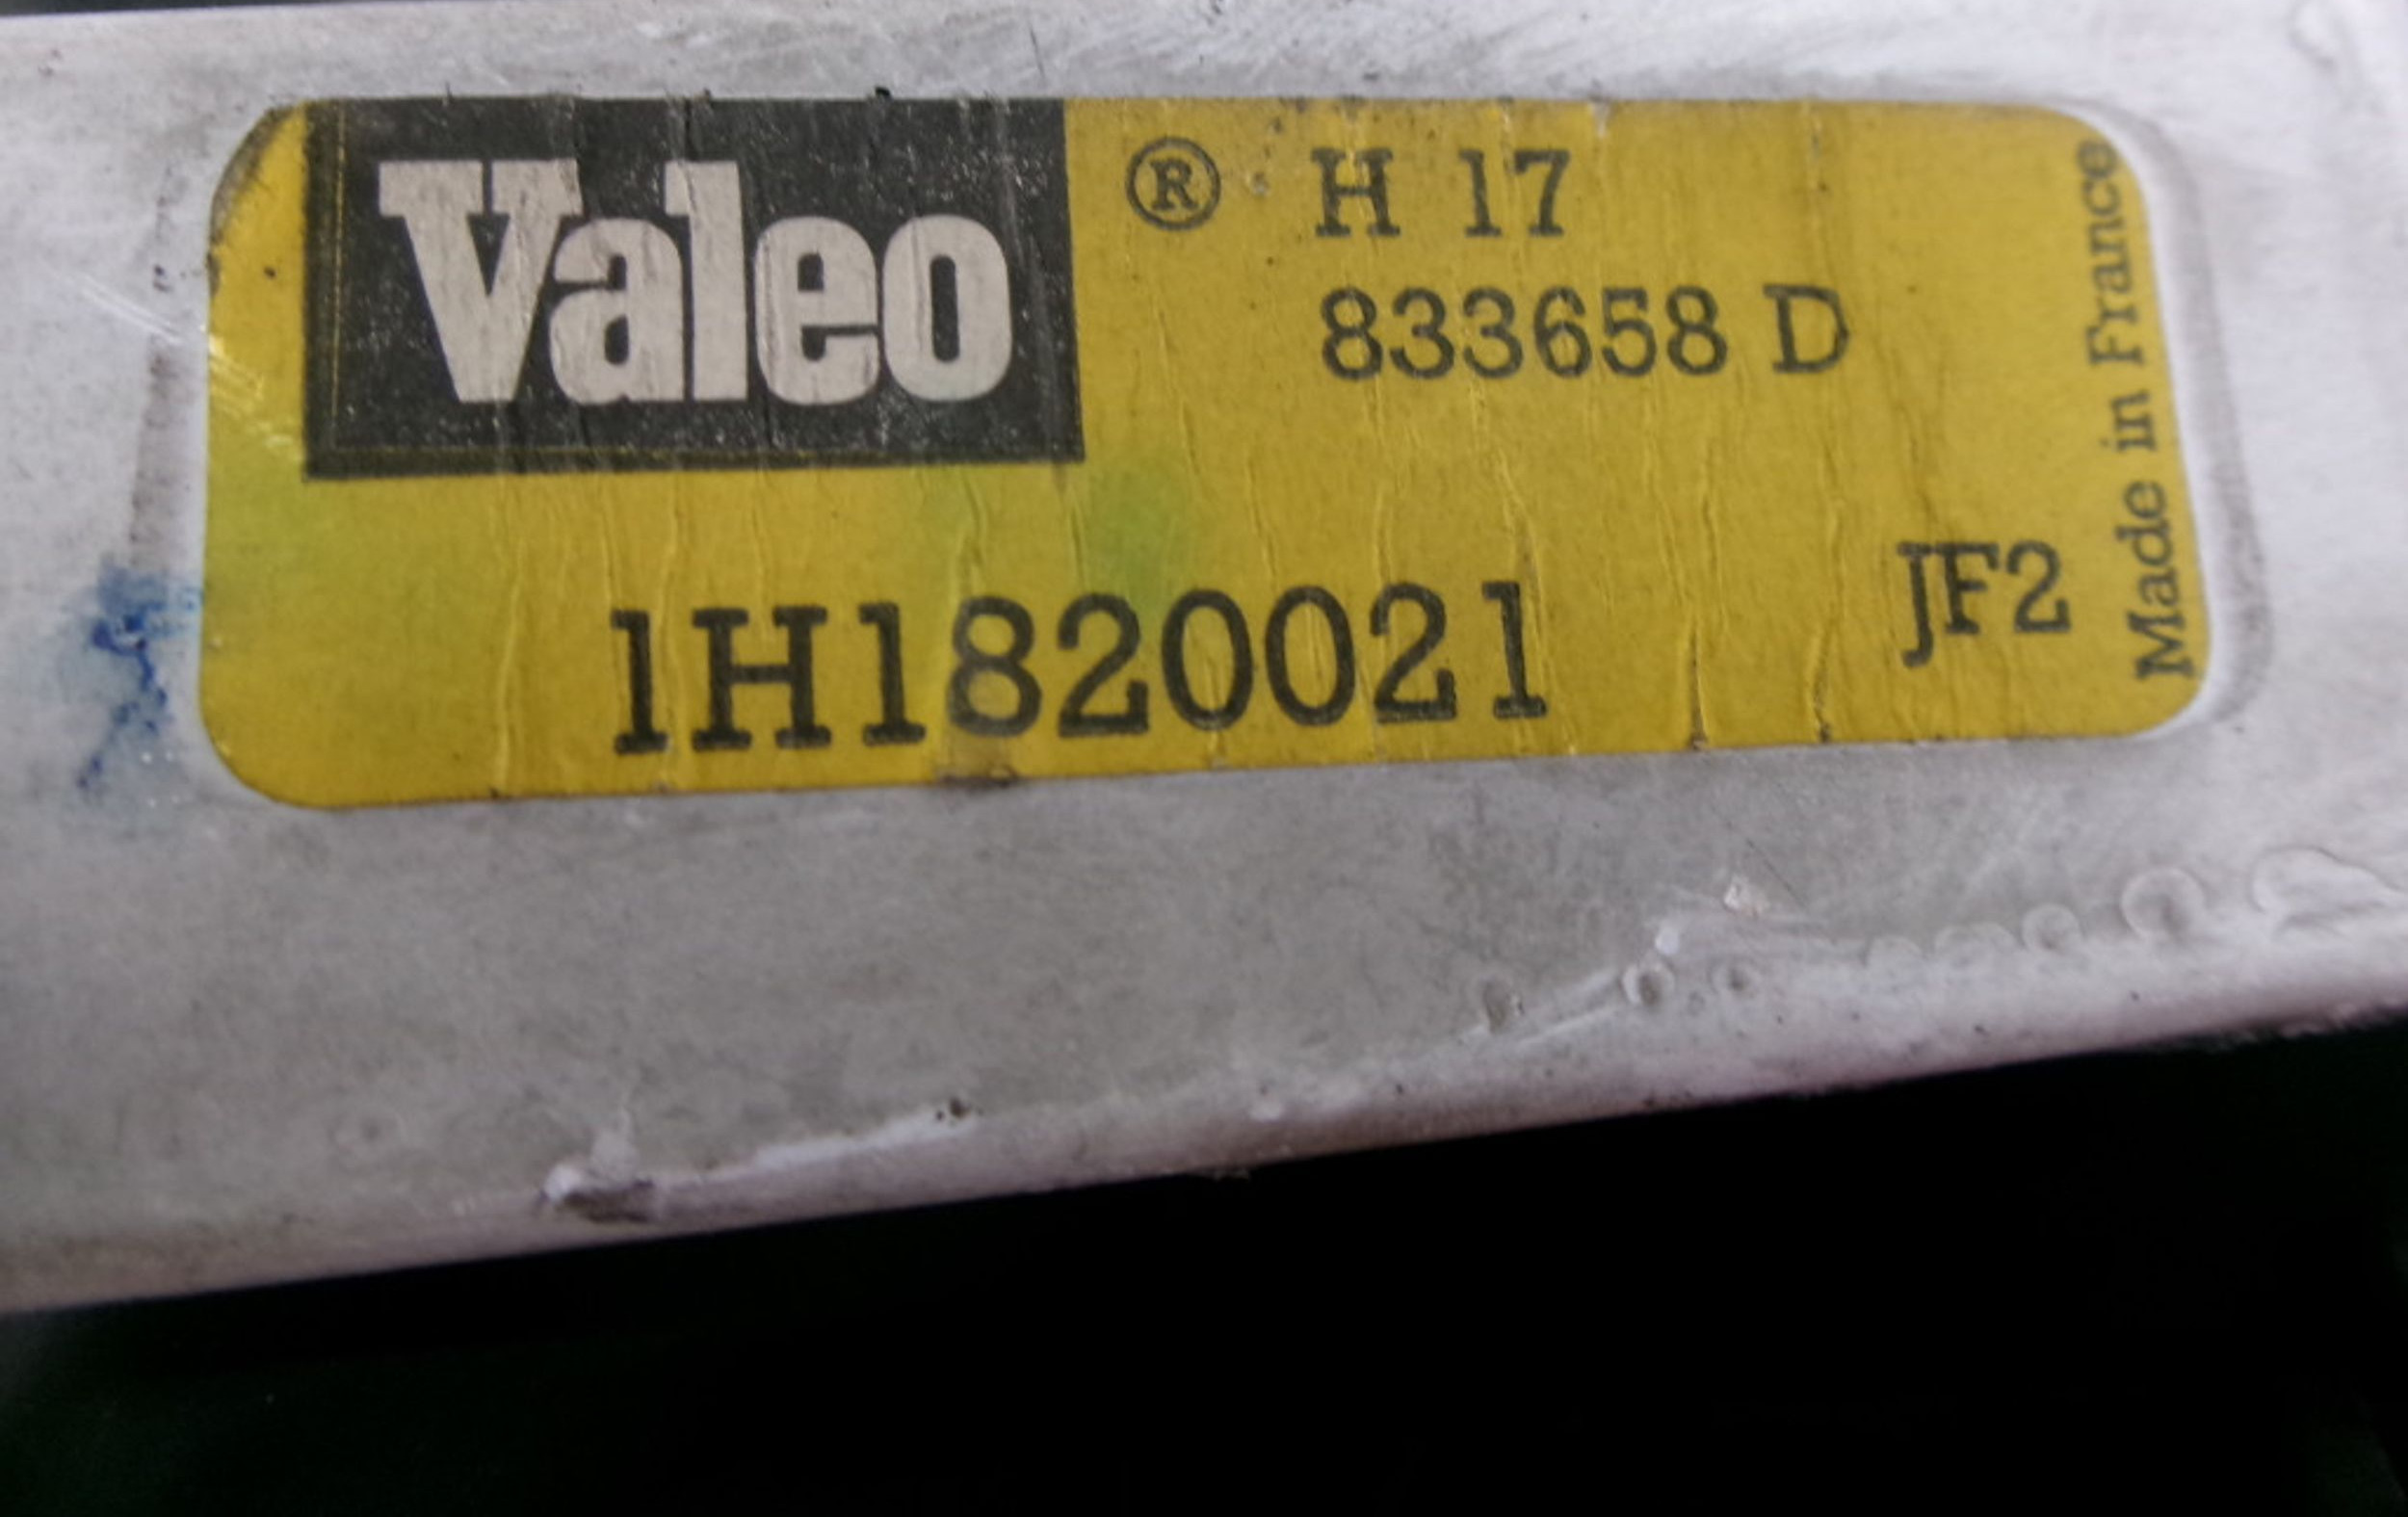 Valeo ® H 17
833658 D
1H1820021
JF2
Made in France